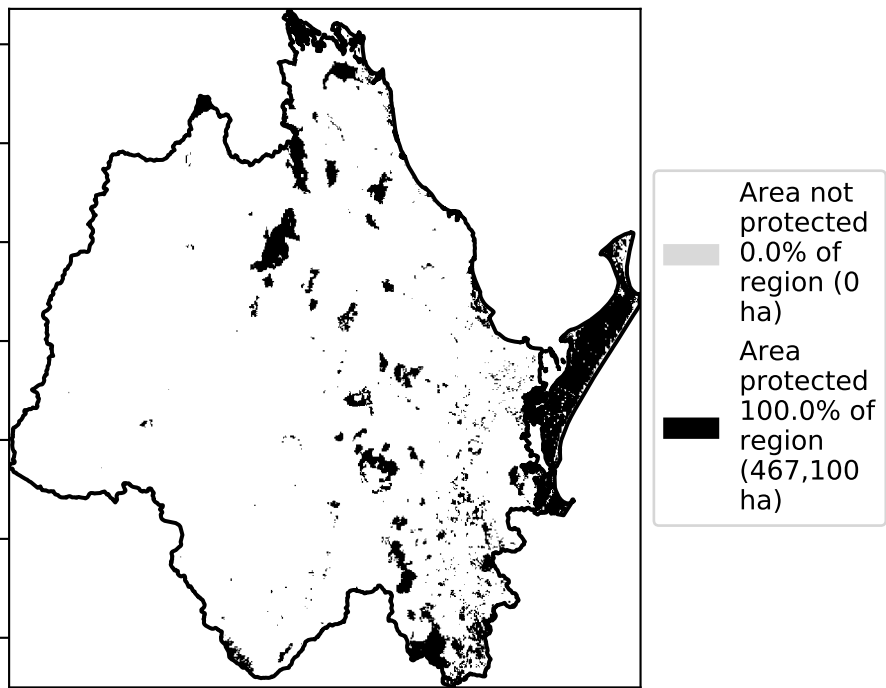 Area not
protected
0.0% of
region (0
ha)
Area
protected
100.0% of
region
(467,100
ha)